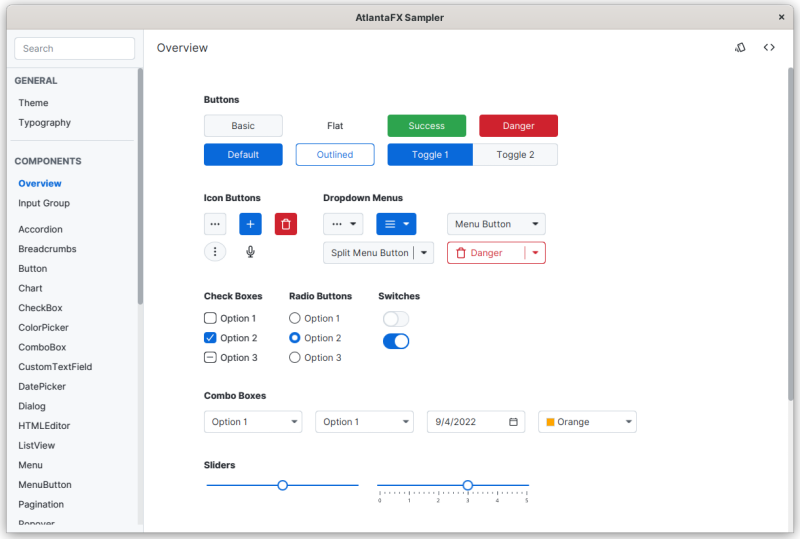 AtlantaFX Sampler
Search
GENERAL
Theme
Typography
COMPONENTS
Overview
Input Group
Accordion
Breadcrumbs
Button
Chart
CheckBox
ColorPicker
ComboBox
CustomTextField
DatePicker
Dialog
HTMLEditor
ListView
Menu
MenuButton
Pagination
Popover
Overview
Buttons
Basic Flat Success Danger
Default Outlined Toggle 1 Toggle 2
Icon Buttons Dropdown Menus
Menu Button
Split Menu Button Danger
Check Boxes Radio Buttons Switches
Option 1 Option 1
Option 2 Option 2
Option 3 Option 3
Combo Boxes
Option 1 Option 1 9/4/2022 Orange
Sliders
0 1 2 3 4 5